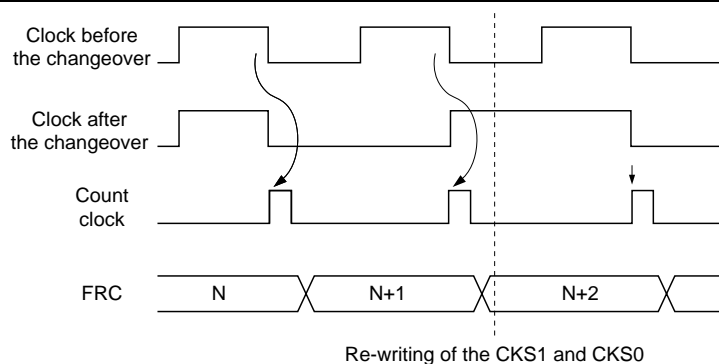 Clock before
the changeover
Clock after
the changeover
Count
clock
FRC
N
N+1
N+2
Re-writing of the CKS1 and CKS0